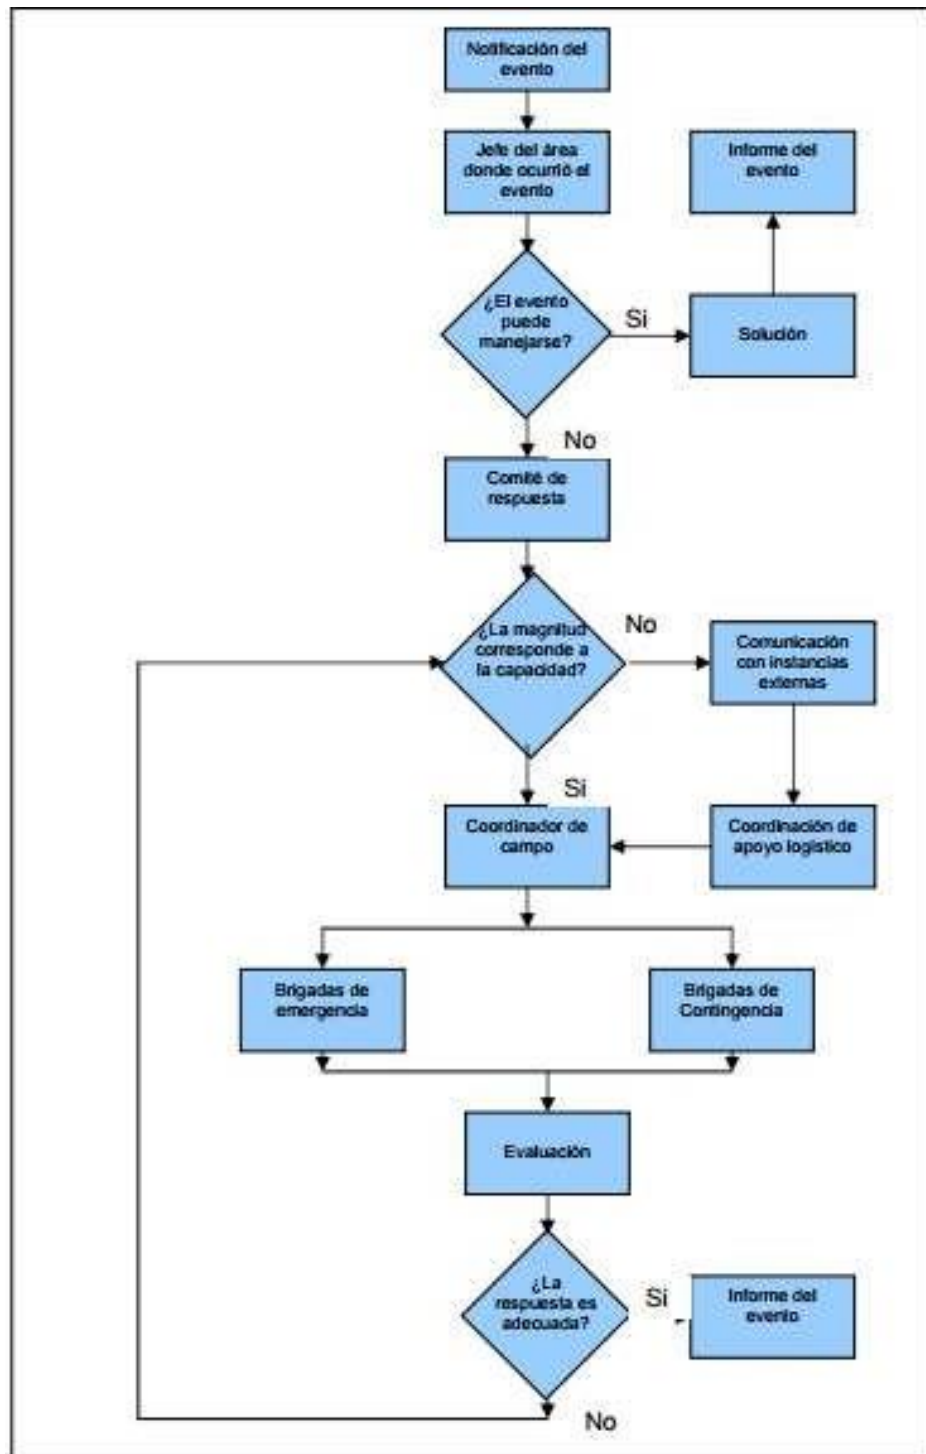 Notificación del
evento
Jefe del área
donde ocurrió el
evento
Informe del
evento
¿El evento
puede
manejarse?
Si
Solución
No
Comité de
respuesta
¿La magnitud
corresponde a
la capacidad?
No
Comunicación
con instancias
externas
Si
Coordinador de
campo
Coordinación de
apoyo logístico
Brigadas de
emergencia
Brigadas de
Contingencia
Evaluación
¿La
respuesta es
adecuada?
Si
Informe del
evento
No